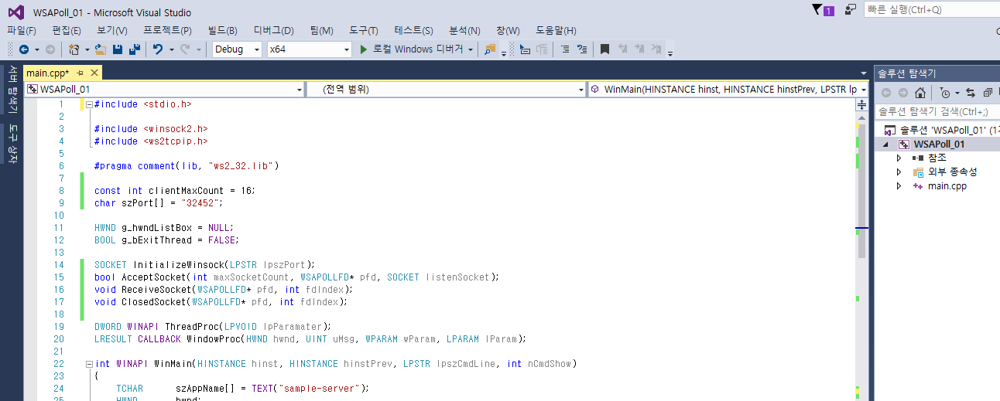 WSAPoll_01 - Microsoft Visual Studio
1
빠른 실행(Ctrl+Q)
파일(F) 편집(E) 보기(V) 프로젝트(P) 빌드(B) 디버그(D) 팀(M) 도구(T) 테스트(S) 분석(N) 창(W) 도움말(H)
Debug x64 로컬 Windows 디버거
서버 탐색기
도구 상자
main.cpp*
WSAPoll_01 (전역 범위) WinMain(HINSTANCE hinst, HINSTANCE hinstPrev, LPSTR lp
1 #include <stdio.h>
2
3 #include <winsock2.h>
4 #include <ws2tcpip.h>
5
6 #pragma comment(lib, "ws2_32.lib")
7
8 const int clientMaxCount = 16;
9 char szPort[] = "32452";
10
11 HWND g_hwndListBox = NULL;
12 BOOL g_bExitThread = FALSE;
13
14 SOCKET InitializeWinsock(LPSTR lpszPort);
15 bool AcceptSocket(int maxSocketCount, WSAPOLLFD* pfd, SOCKET listenSocket);
16 void ReceiveSocket(WSAPOLLFD* pfd, int fdIndex);
17 void ClosedSocket(WSAPOLLFD* pfd, int fdIndex);
18
19 DWORD WINAPI ThreadProc(LPVOID lpParamater);
20 LRESULT CALLBACK WindowProc(HWND hwnd, UINT uMsg, WPARAM wParam, LPARAM lParam);
21
22 int WINAPI WinMain(HINSTANCE hinst, HINSTANCE hinstPrev, LPSTR lpszCmdLine, int nCmdShow)
23 {
24 TCHAR szAppName[] = TEXT("sample-server");
25 HWND hwnd;
솔루션 탐색기
솔루션 탐색기 검색(Ctrl+;)
솔루션 'WSAPoll_01' (1
WSAPoll_01
참조
외부 종속성
main.cpp